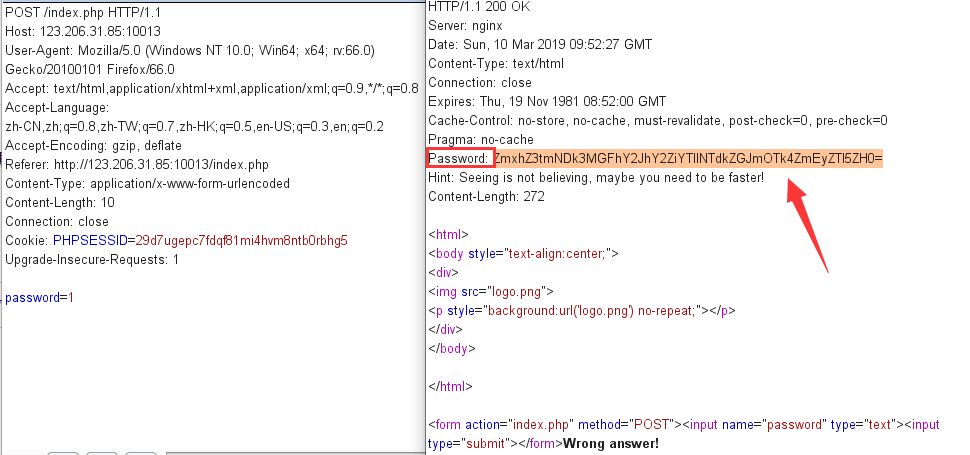 POST /index.php HTTP/1.1
Host: 123.206.31.85:10013
User-Agent: Mozilla/5.0 (Windows NT 10.0; Win64; x64; rv:66.0)
Gecko/20100101 Firefox/66.0
Accept: text/html,application/xhtml+xml,application/xml;q=0.9,*/*;q=0.8
Accept-Language:
zh-CN,zh;q=0.8,zh-TW;q=0.7,zh-HK;q=0.5,en-US;q=0.3,en;q=0.2
Accept-Encoding: gzip, deflate
Referer: http://123.206.31.85:10013/index.php
Content-Type: application/x-www-form-urlencoded
Content-Length: 10
Connection: close
Cookie: PHPSESSID=29d7ugepc7fdqf81mi4hvm8ntb0rbhg5
Upgrade-Insecure-Requests: 1
password=1
HTTP/1.1 200 OK
Server: nginx
Date: Sun, 10 Mar 2019 09:52:27 GMT
Content-Type: text/html
Connection: close
Expires: Thu, 19 Nov 1981 08:52:00 GMT
Cache-Control: no-store, no-cache, must-revalidate, post-check=0, pre-check=0
Pragma: no-cache
Password: ZmxhZ3tmNDk3MGFhY2JhY2ZiYTllNTdkZGJmOTk4ZmEyZTI5ZH0=
Hint: Seeing is not believing, maybe you need to be faster!
Content-Length: 272
<html>
<body style="text-align:center;">
<div>
<img src="logo.png">
<p style="background:url('logo.png') no-repeat;"></p>
</div>
</body>
</html>
<form action="index.php" method="POST"><input name="password" type="text"><input
type="submit"></form>Wrong answer!